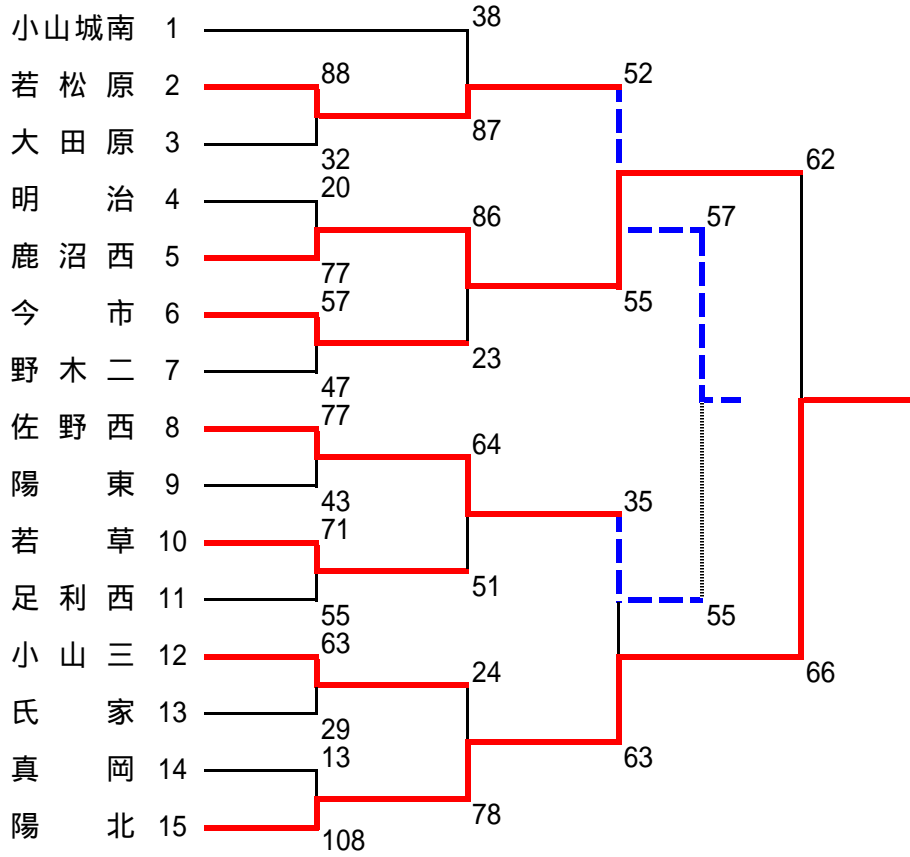 小山城南 1
38
若松原 2
88
52
大田原 3
87
32
62
明治 4
20
86
57
鹿沼西 5
77
55
今市 6
57
23
野木二 7
47
佐野西 8
77
64
陽東 9
43
35
若草 10
71
51
足利西 11
55
55
小山三 12
63
24
66
氏家 13
29
63
真岡 14
13
78
陽北 15
108